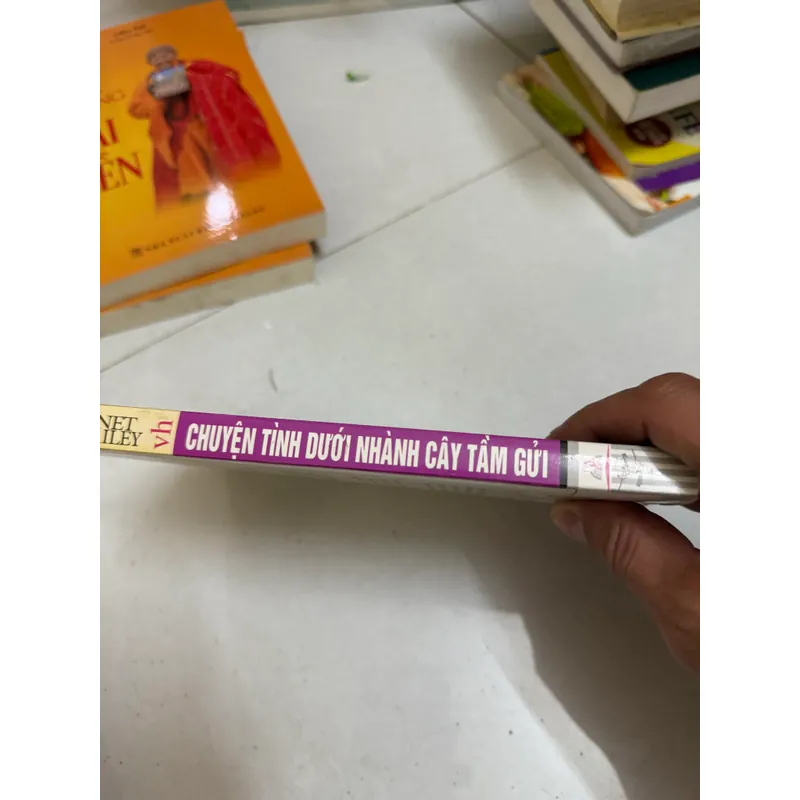 NET
ILEY
vh
CHUYỆN TÌNH DƯỚI NHÀNH CÂY TẦM GỬI